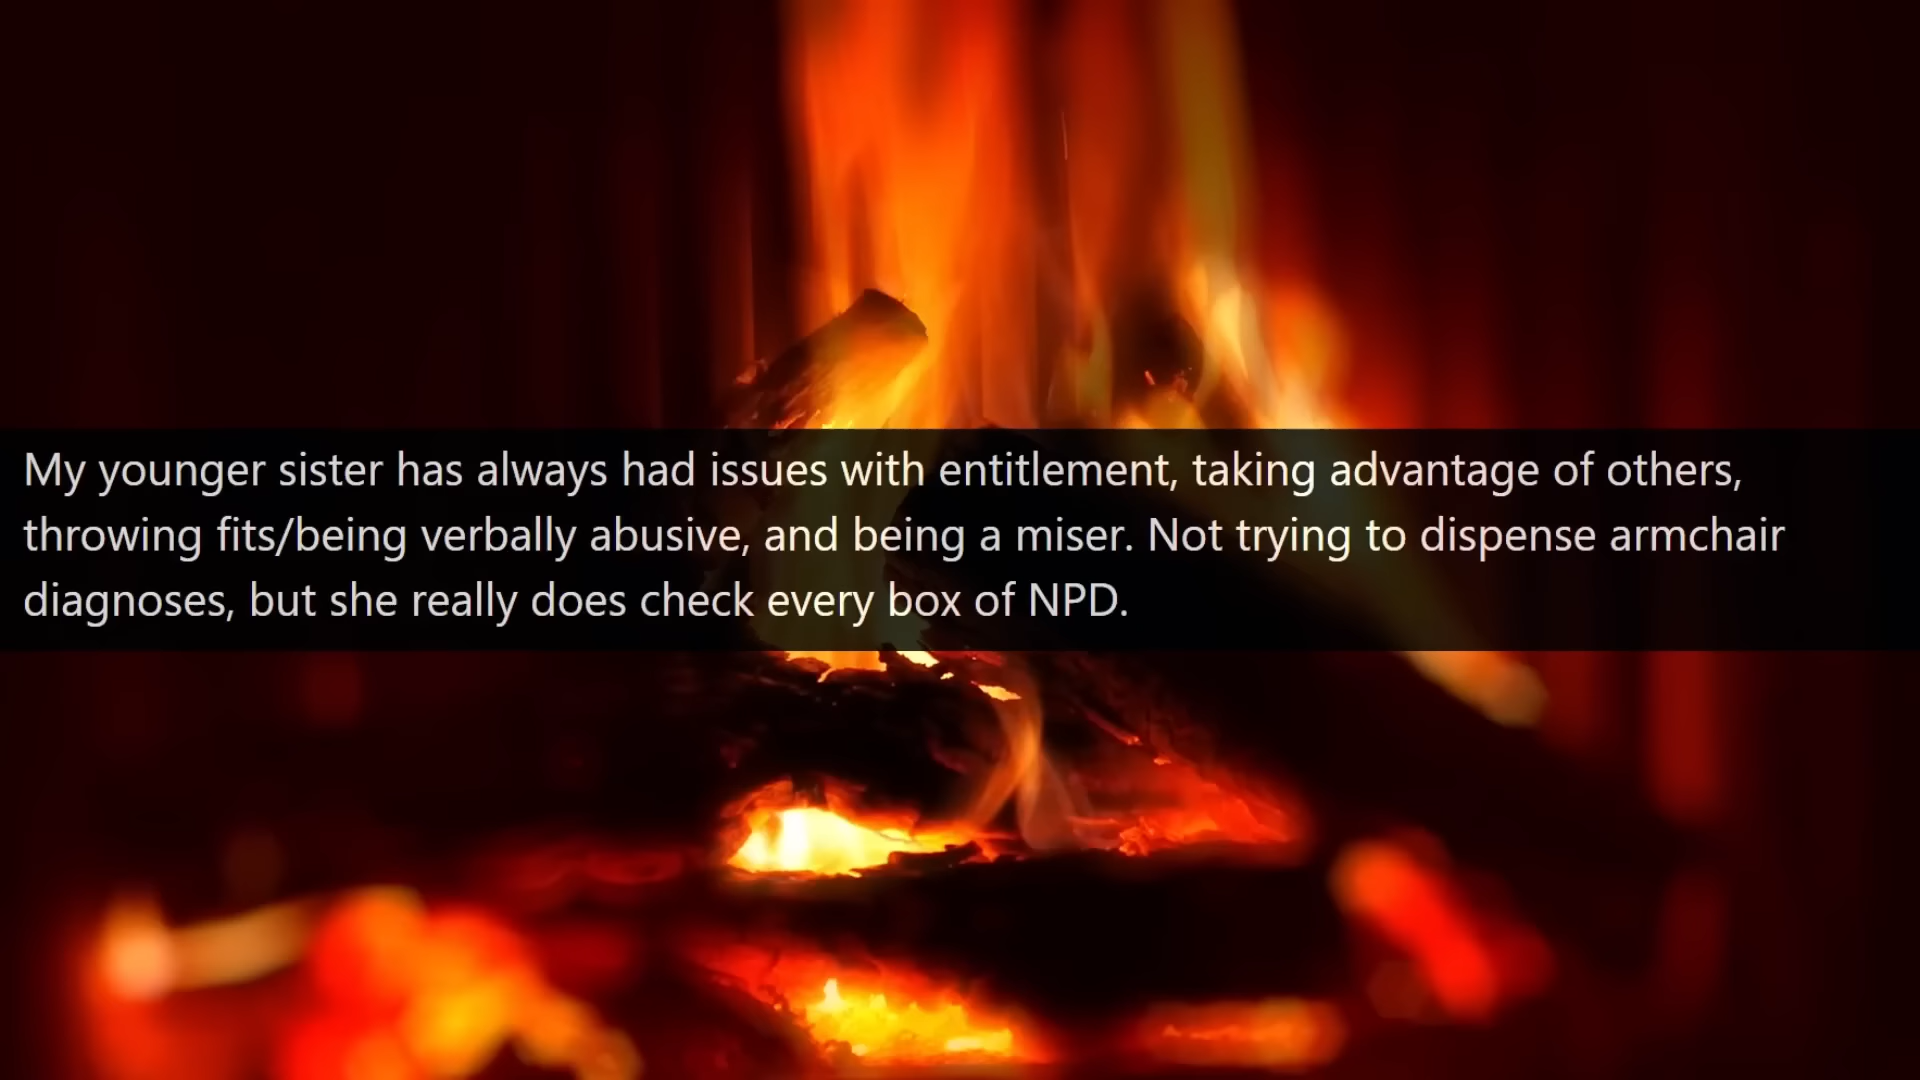 My younger sister has always had issues with entitlement, taking advantage of others,
throwing fits/being verbally abusive, and being a miser. Not trying to dispense armchair
diagnoses, but she really does check every box of NPD.